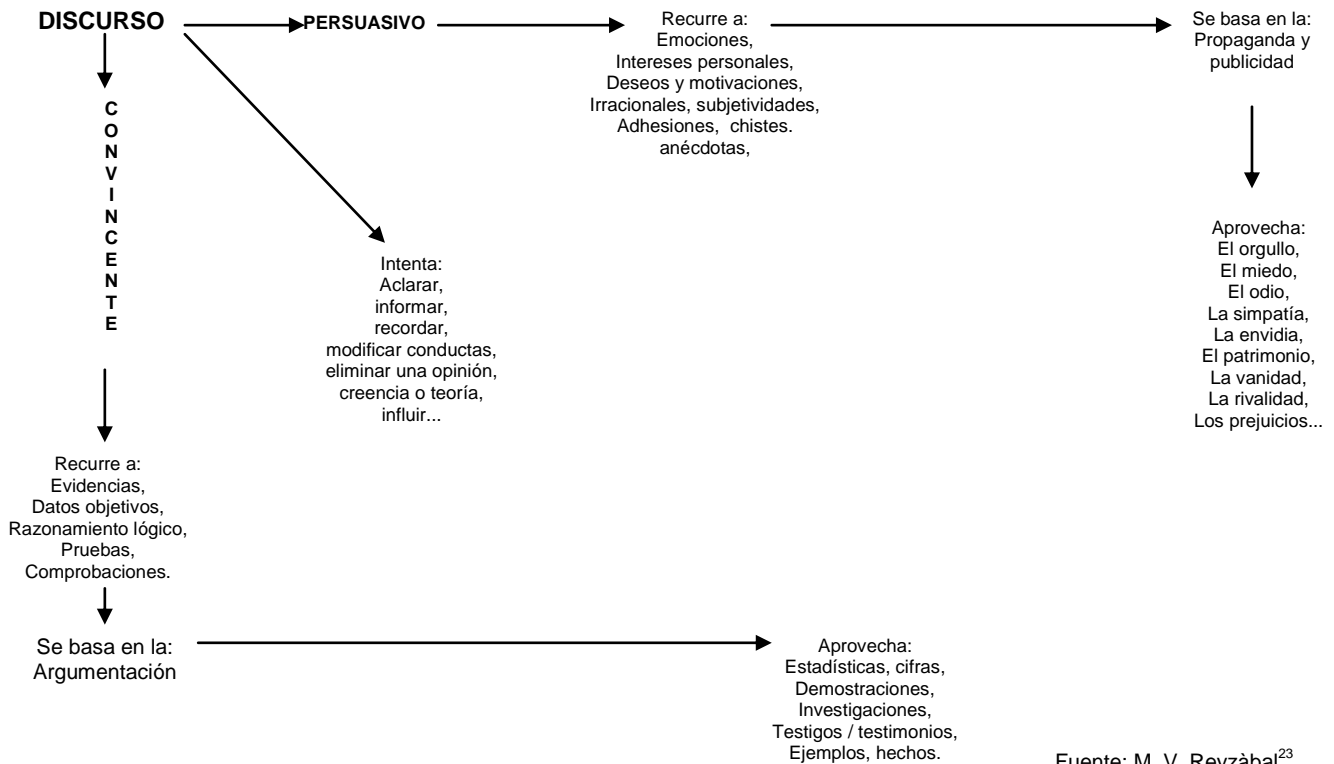 DISCURSO
PERSUASIVO
Recurre a:
Emociones,
Intereses personales,
Deseos y motivaciones,
Irracionales, subjetividades,
Adhesiones, chistes.
anécdotas,
Se basa en la:
Propaganda y
publicidad
Aprovecha:
El orgullo,
El miedo,
El odio,
La simpatía,
La envidia,
El patrimonio,
La vanidad,
La rivalidad,
Los prejuicios...
Intenta:
Aclarar,
informar,
recordar,
modificar conductas,
eliminar una opinión,
creencia o teoría,
influir...
CONVINCENTE
Recurre a:
Evidencias,
Datos objetivos,
Razonamiento lógico,
Pruebas,
Comprobaciones.
Se basa en la:
Argumentación
Aprovecha:
Estadísticas, cifras,
Demostraciones,
Investigaciones,
Testigos / testimonios,
Ejemplos, hechos.
Fuente: M. V. Reyzàbal23